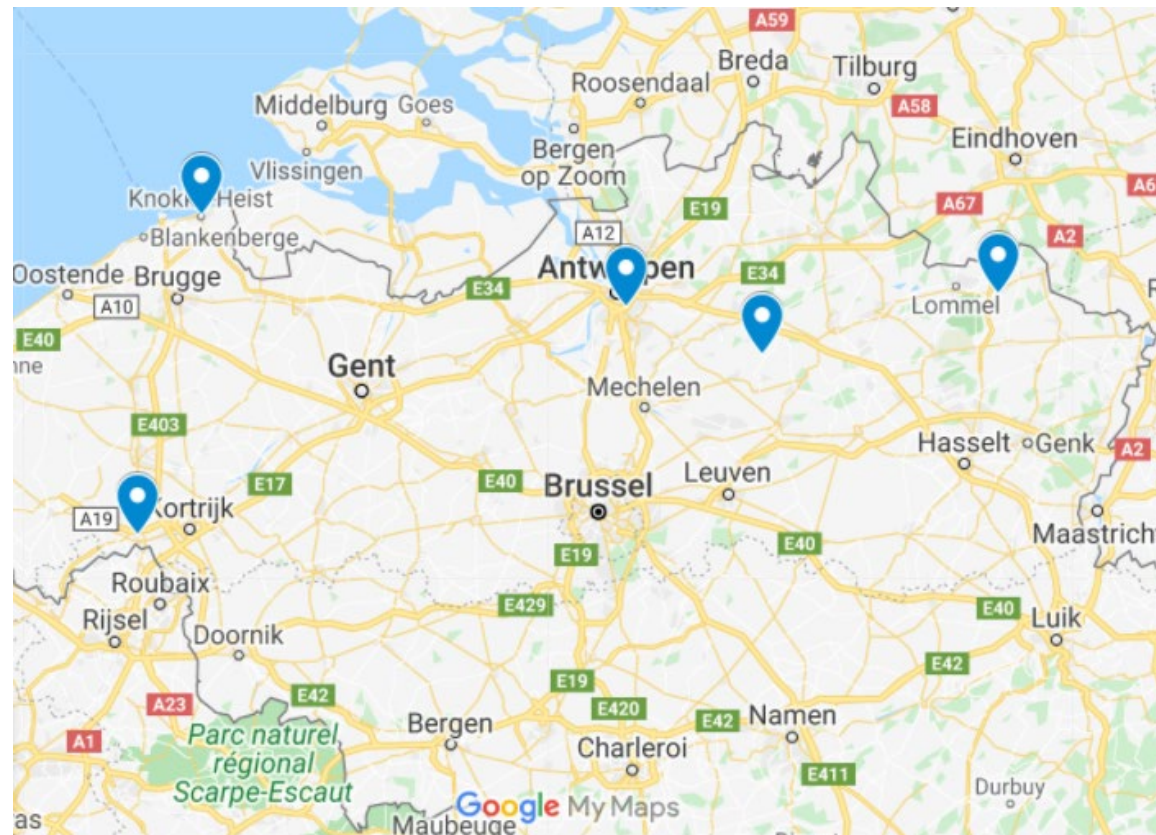 A59
Breda
Tilburg
Roosendaal
A58
Middelburg
Goes
Eindhoven
Bergen
op Zoom
Vlissingen
A67
Heist
E19
A12
A2
Blankenberge
Antw
pen
E34
Oostende
Brugge
E34
Lommel
A10
E40
Gent
Mechelen
E403
Hasselt
Genk
A2
Leuven
E40
E17
Brussel
A19
Kortrijk
Maastricht
E40
E19
Roubaix
E429
E40
Rijsel
Luik
Doornik
E42
E19
E42
A23
E420
Namen
Bergen
E42
A1
Parc naturel
régional
Scarpe-Escaut
Charleroi
E411
Durbuy
Google My Maps
Maubeuge